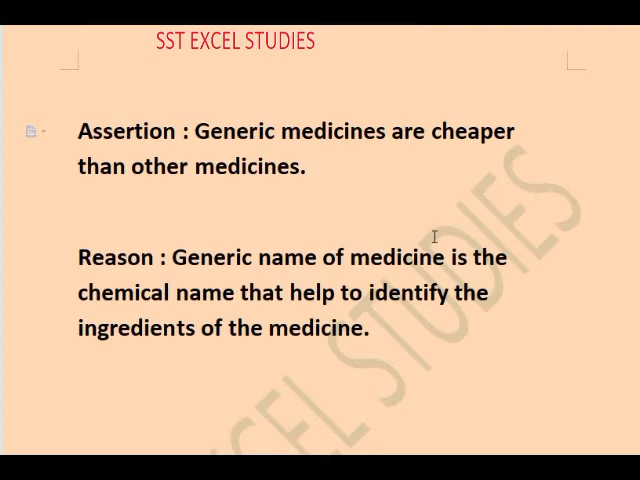 SST EXCEL STUDIES
Assertion : Generic medicines are cheaper
than other medicines.
Reason : Generic name of medicine is the
chemical name that help to identify the
ingredients of the medicine.
EXCEL STUDIES